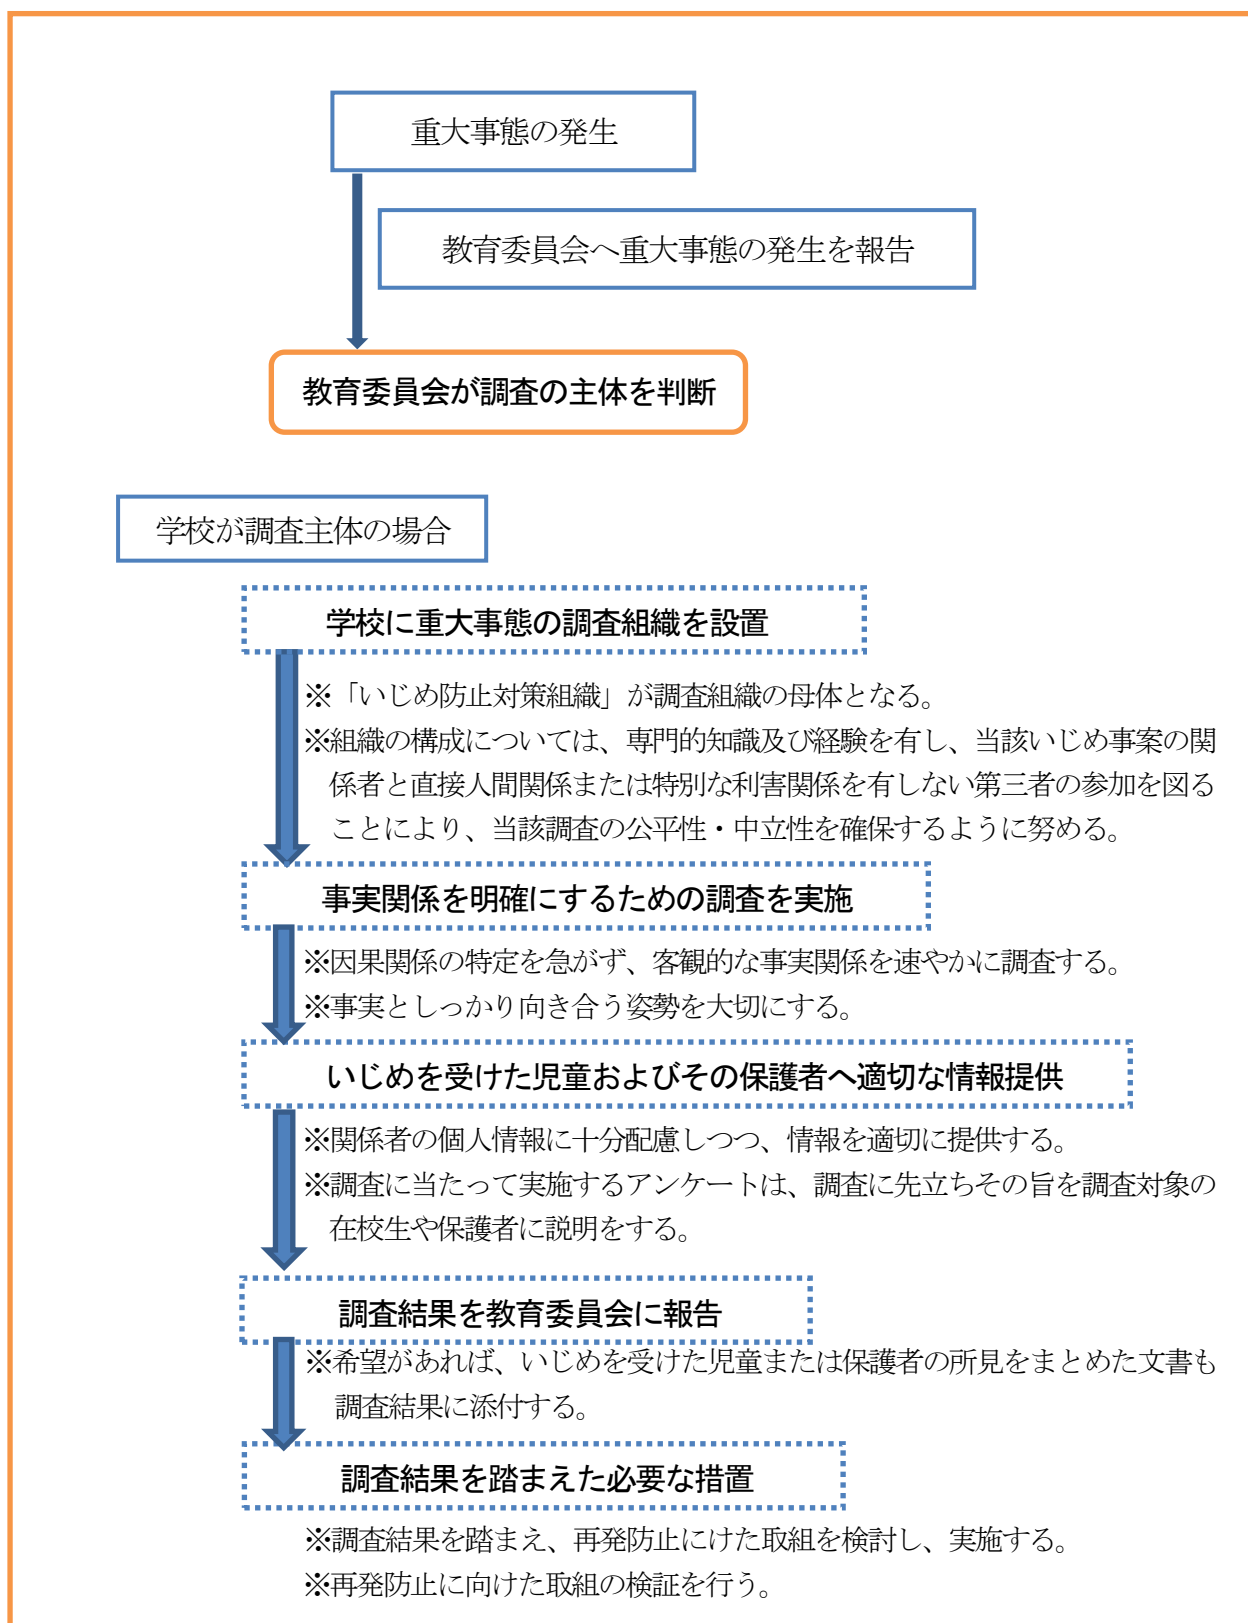 重大事態の発生
教育委員会へ重大事態の発生を報告
教育委員会が調査の主体を判断
学校が調査主体の場合
学校に重大事態の調査組織を設置
※「いじめ防止対策組織」が調査組織の母体となる。
※組織の構成については、専門的知識及び経験を有し、当該いじめ事案の関
係者と直接人間関係または特別な利害関係を有しない第三者の参加を図る
ことにより、当該調査の公平性・中立性を確保するように努める。
事実関係を明確にするための調査を実施
※因果関係の特定を急がず、客観的な事実関係を速やかに調査する。
※事実としっかり向き合う姿勢を大切にする。
いじめを受けた児童およびその保護者へ適切な情報提供
※関係者の個人情報に十分配慮しつつ、情報を適切に提供する。
※調査に当たって実施するアンケートは、調査に先立ちその旨を調査対象の
在校生や保護者に説明をする。
調査結果を教育委員会に報告
※希望があれば、いじめを受けた児童または保護者の所見をまとめた文書も
調査結果に添付する。
調査結果を踏まえた必要な措置
※調査結果を踏まえ、再発防止にけた取組を検討し、実施する。
※再発防止に向けた取組の検証を行う。